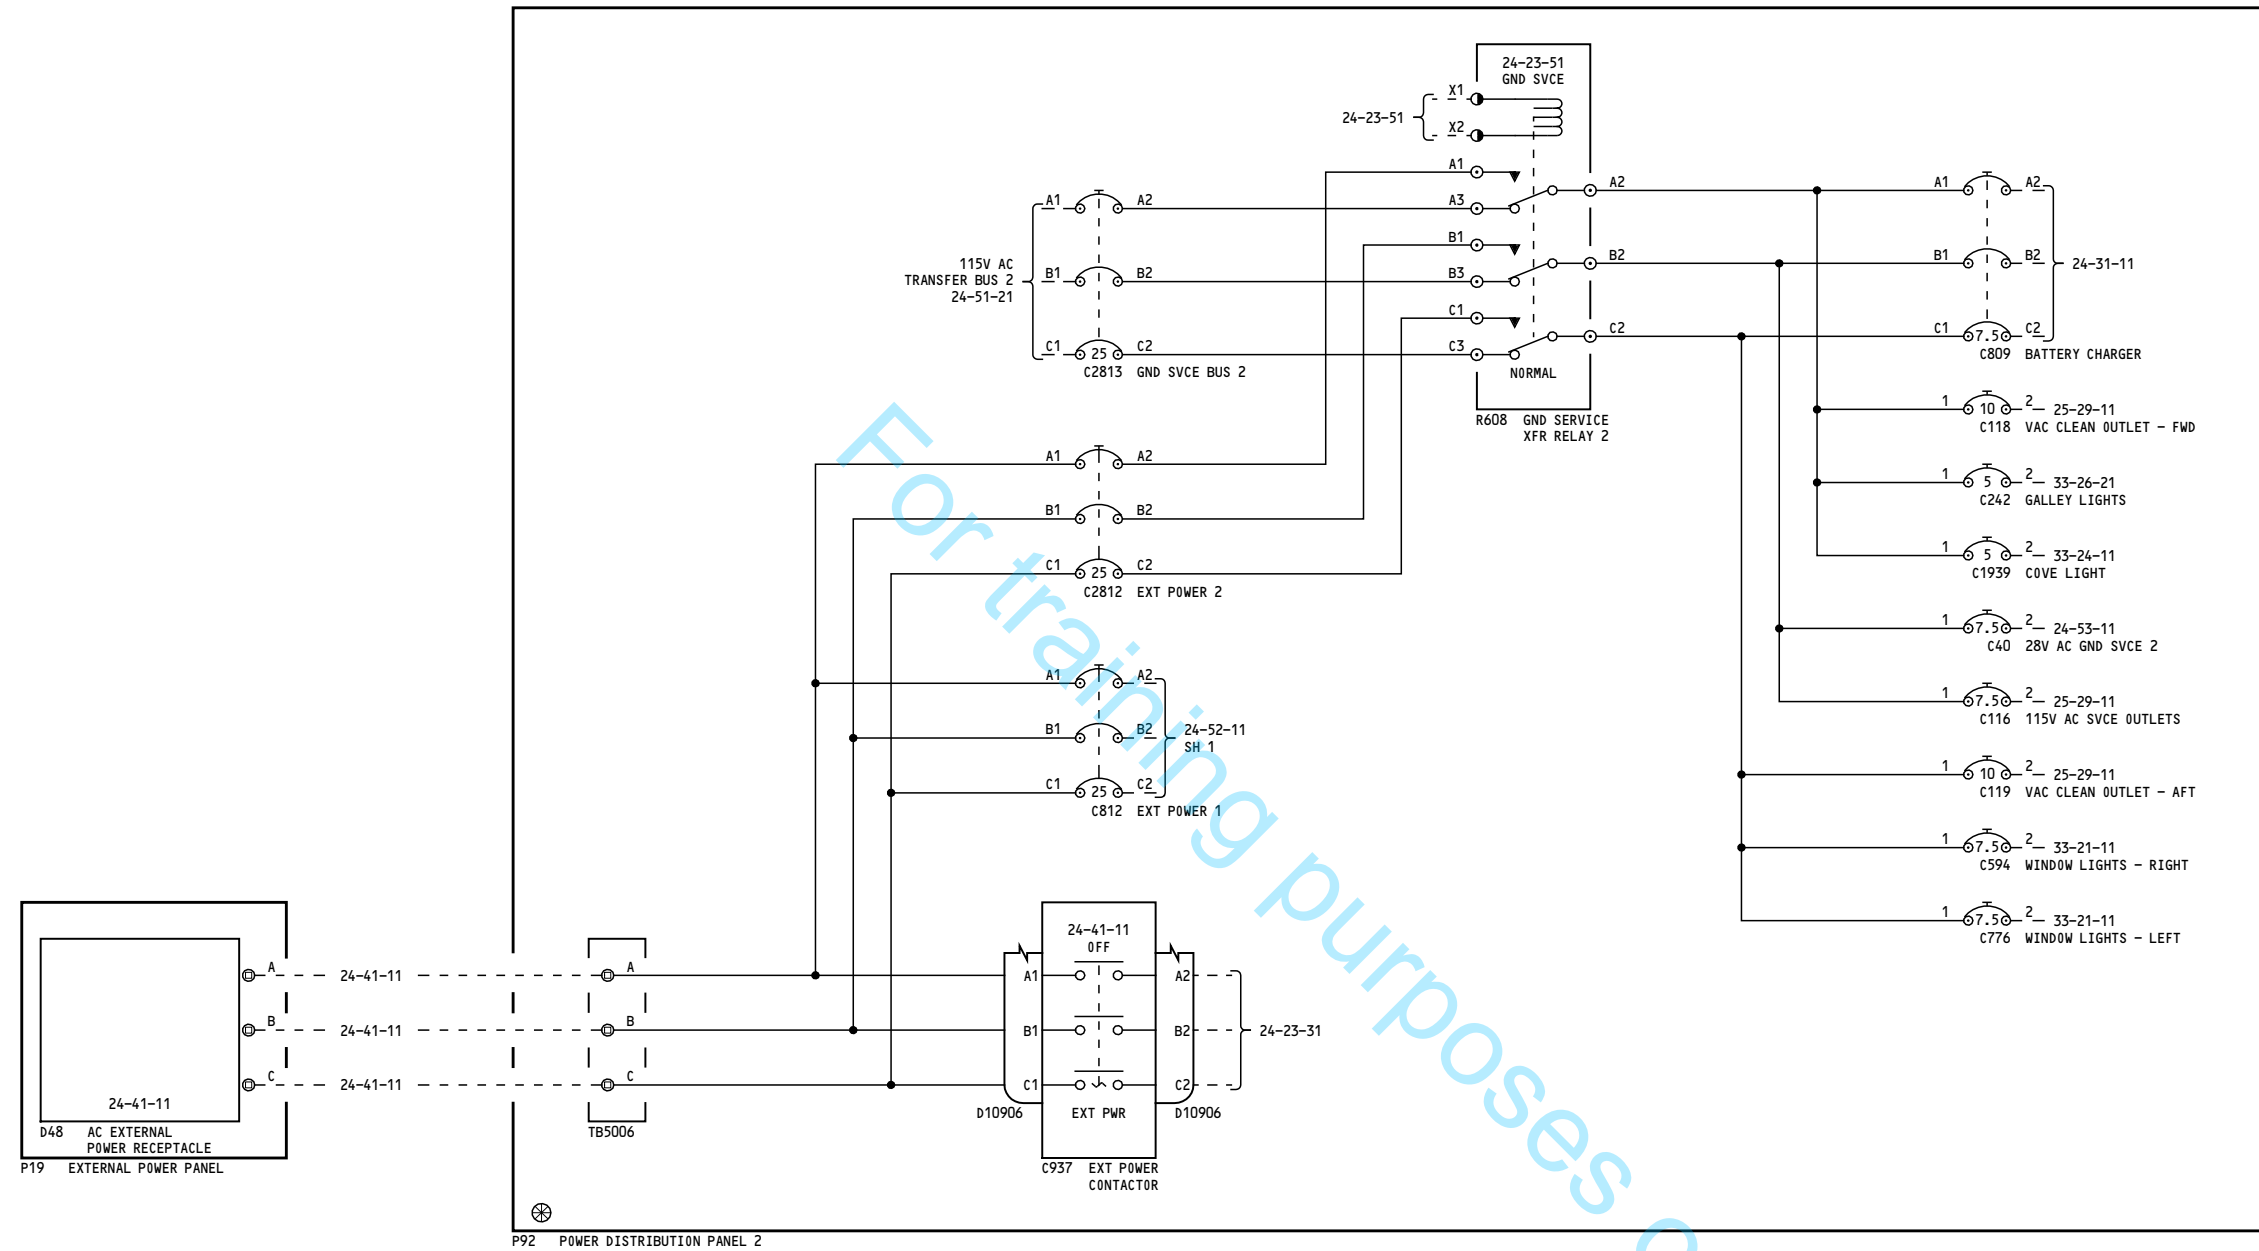 24-23-51
GND SVCE
24-23-51
X1
X2
A1
A3
B1
B3
C1
C3
A2
B2
C2
NORMAL
R608 GND SERVICE
XFR RELAY 2
115V AC
TRANSFER BUS 2
24-51-21
A1 A2
B1 B2
C1 25 C2
C2813 GND SVCE BUS 2
A1 A2
B1 B2
C1 25 C2
C2812 EXT POWER 2
A1 A2
B1 B2
C1 25 C2
C812 EXT POWER 1
24-52-11
SH 1
A1 A2
B1 B2
C1 7.5 C2
24-31-11
C809 BATTERY CHARGER
1 10 2 25-29-11
C118 VAC CLEAN OUTLET - FWD
1 5 2 33-26-21
C242 GALLEY LIGHTS
1 5 2 33-24-11
C1939 COVE LIGHT
1 7.5 2 24-53-11
C40 28V AC GND SVCE 2
1 7.5 2 25-29-11
C116 115V AC SVCE OUTLETS
1 10 2 25-29-11
C119 VAC CLEAN OUTLET - AFT
1 7.5 2 33-21-11
C594 WINDOW LIGHTS - RIGHT
1 7.5 2 33-21-11
C776 WINDOW LIGHTS - LEFT
A 24-41-11 A
B 24-41-11 B
C 24-41-11 C
24-41-11
D48 AC EXTERNAL
POWER RECEPTACLE
P19 EXTERNAL POWER PANEL
TB5006
24-41-11
OFF
A1 A2
B1 B2
C1 C2
24-23-31
D10906 EXT PWR D10906
C937 EXT POWER
CONTACTOR
P92 POWER DISTRIBUTION PANEL 2
For training purposes